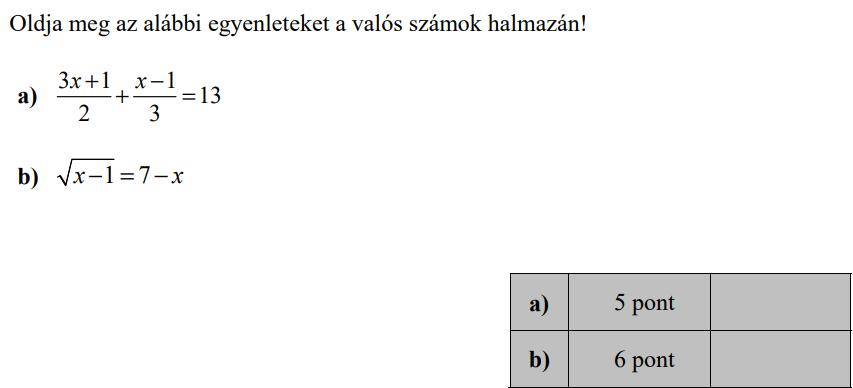 Oldja meg az alábbi egyenleteket a valós számok halmazán!
a) \frac{3x+1}{2}+\frac{x-1}{3}=13
b) \sqrt{x-1}=7-x
a) 5 pont
b) 6 pont